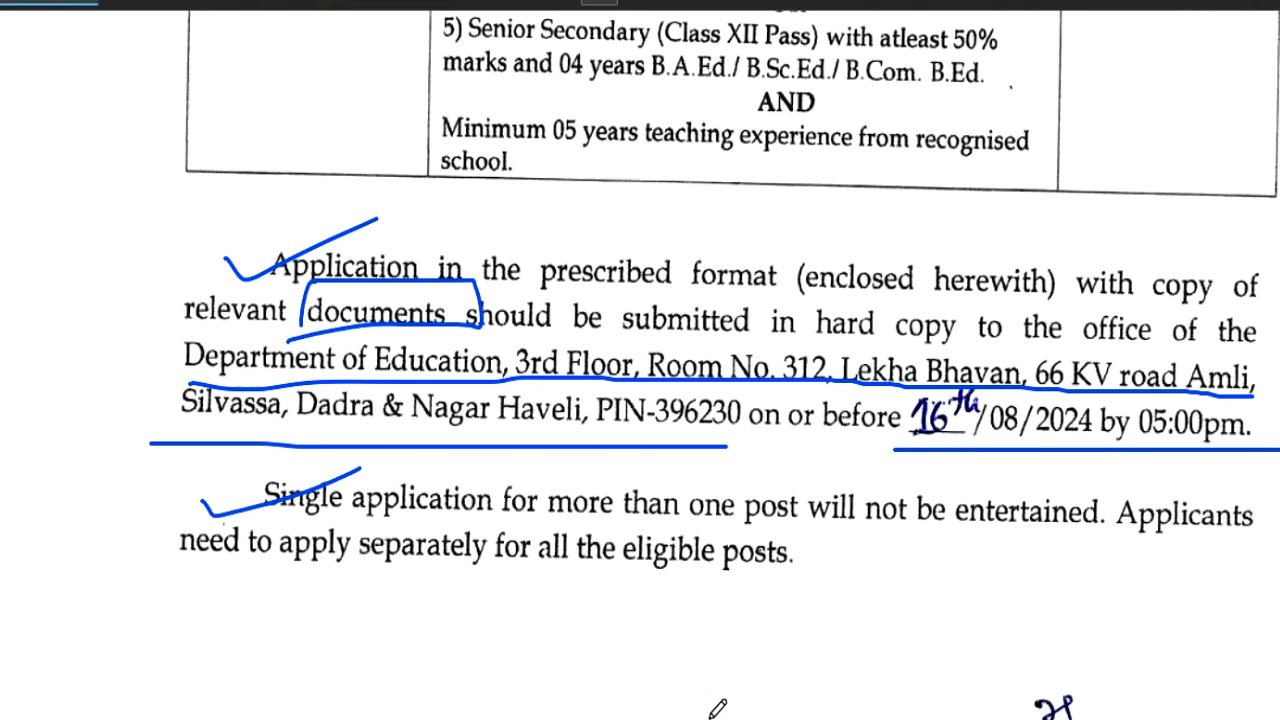 5) Senior Secondary (Class XII Pass) with atleast 50%
marks and 04 years B.A.Ed./ B.Sc.Ed./ B.Com. B.Ed.
AND
Minimum 05 years teaching experience from recognised
school.
Application in the prescribed format (enclosed herewith) with copy of
relevant documents should be submitted in hard copy to the office of the
Department of Education, 3rd Floor, Room No. 312, Lekha Bhavan, 66 KV road Amli,
Silvassa, Dadra & Nagar Haveli, PIN-396230 on or before 16th/08/2024 by 05:00pm.
Single application for more than one post will not be entertained. Applicants
need to apply separately for all the eligible posts.